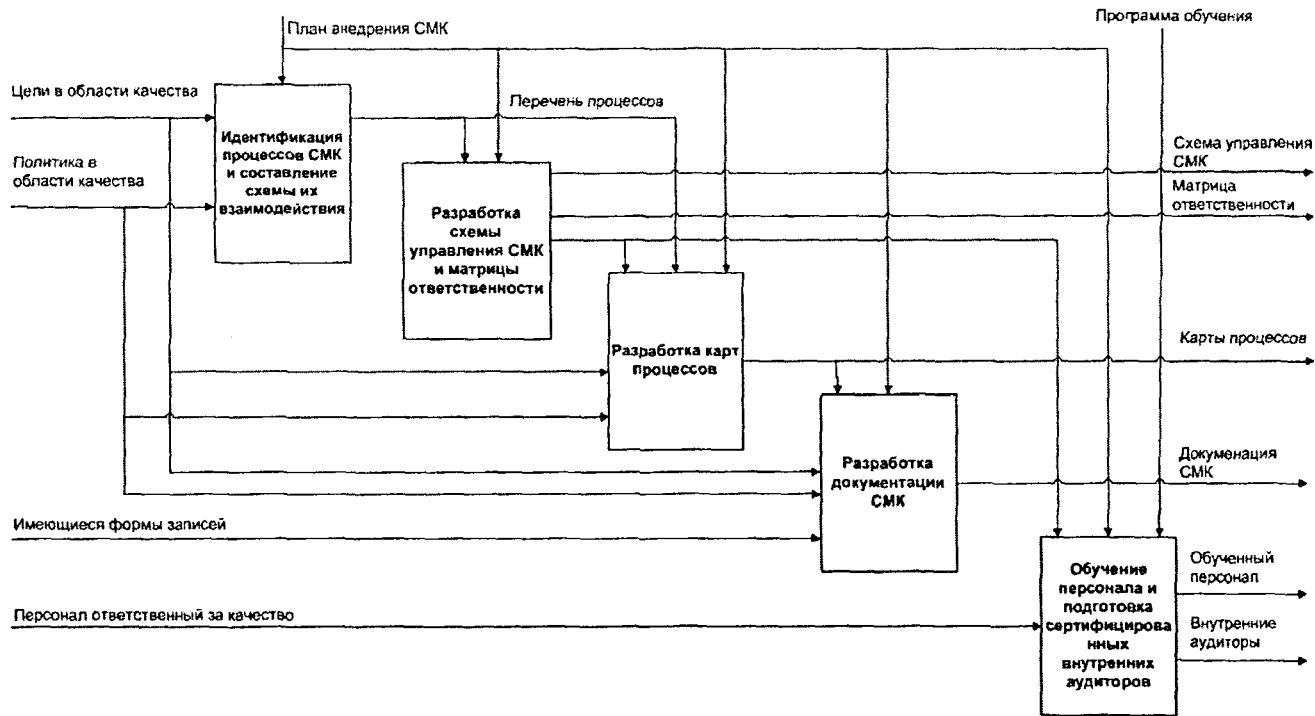 План внедрения СМК
Программа обучения
Цели в области качества
Политика в
области качества
Идентификация
процессов СМК
и составление
схемы их
взаимодействия
Перечень процессов
Разработка
схемы
управления СМК
и матрицы
ответственности
Схема управления
СМК
Матрица
ответственности
Разработка карт
процессов
Карты процессов
Разработка
документации
СМК
Докуменация
СМК
Имеющиеся формы записей
Персонал ответственный за качество
Обучение
персонала и
подготовка
сертифицирова
нных
внутренних
аудиторов
Обученный
персонал
Внутренние
аудиторы